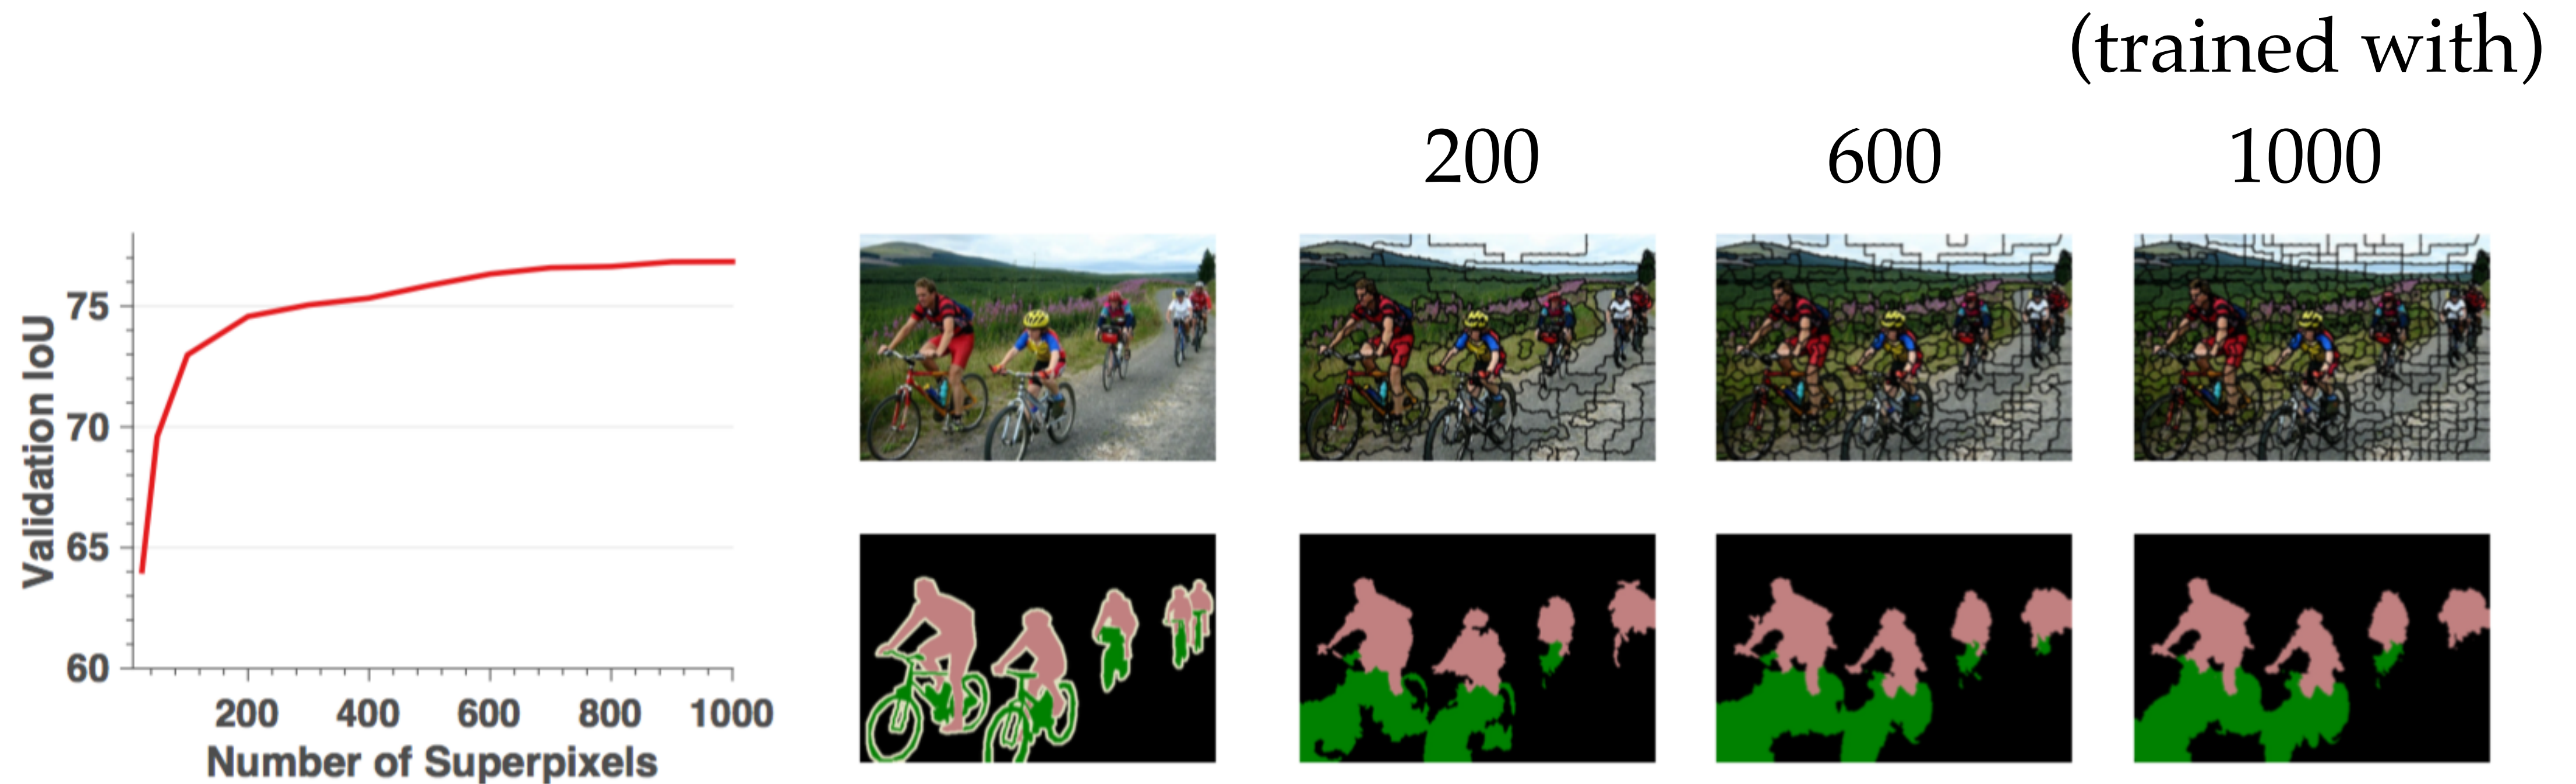 (trained with)
200 600 1000
Validation IoU
75
70
65
60
200 400 600 800 1000
Number of Superpixels